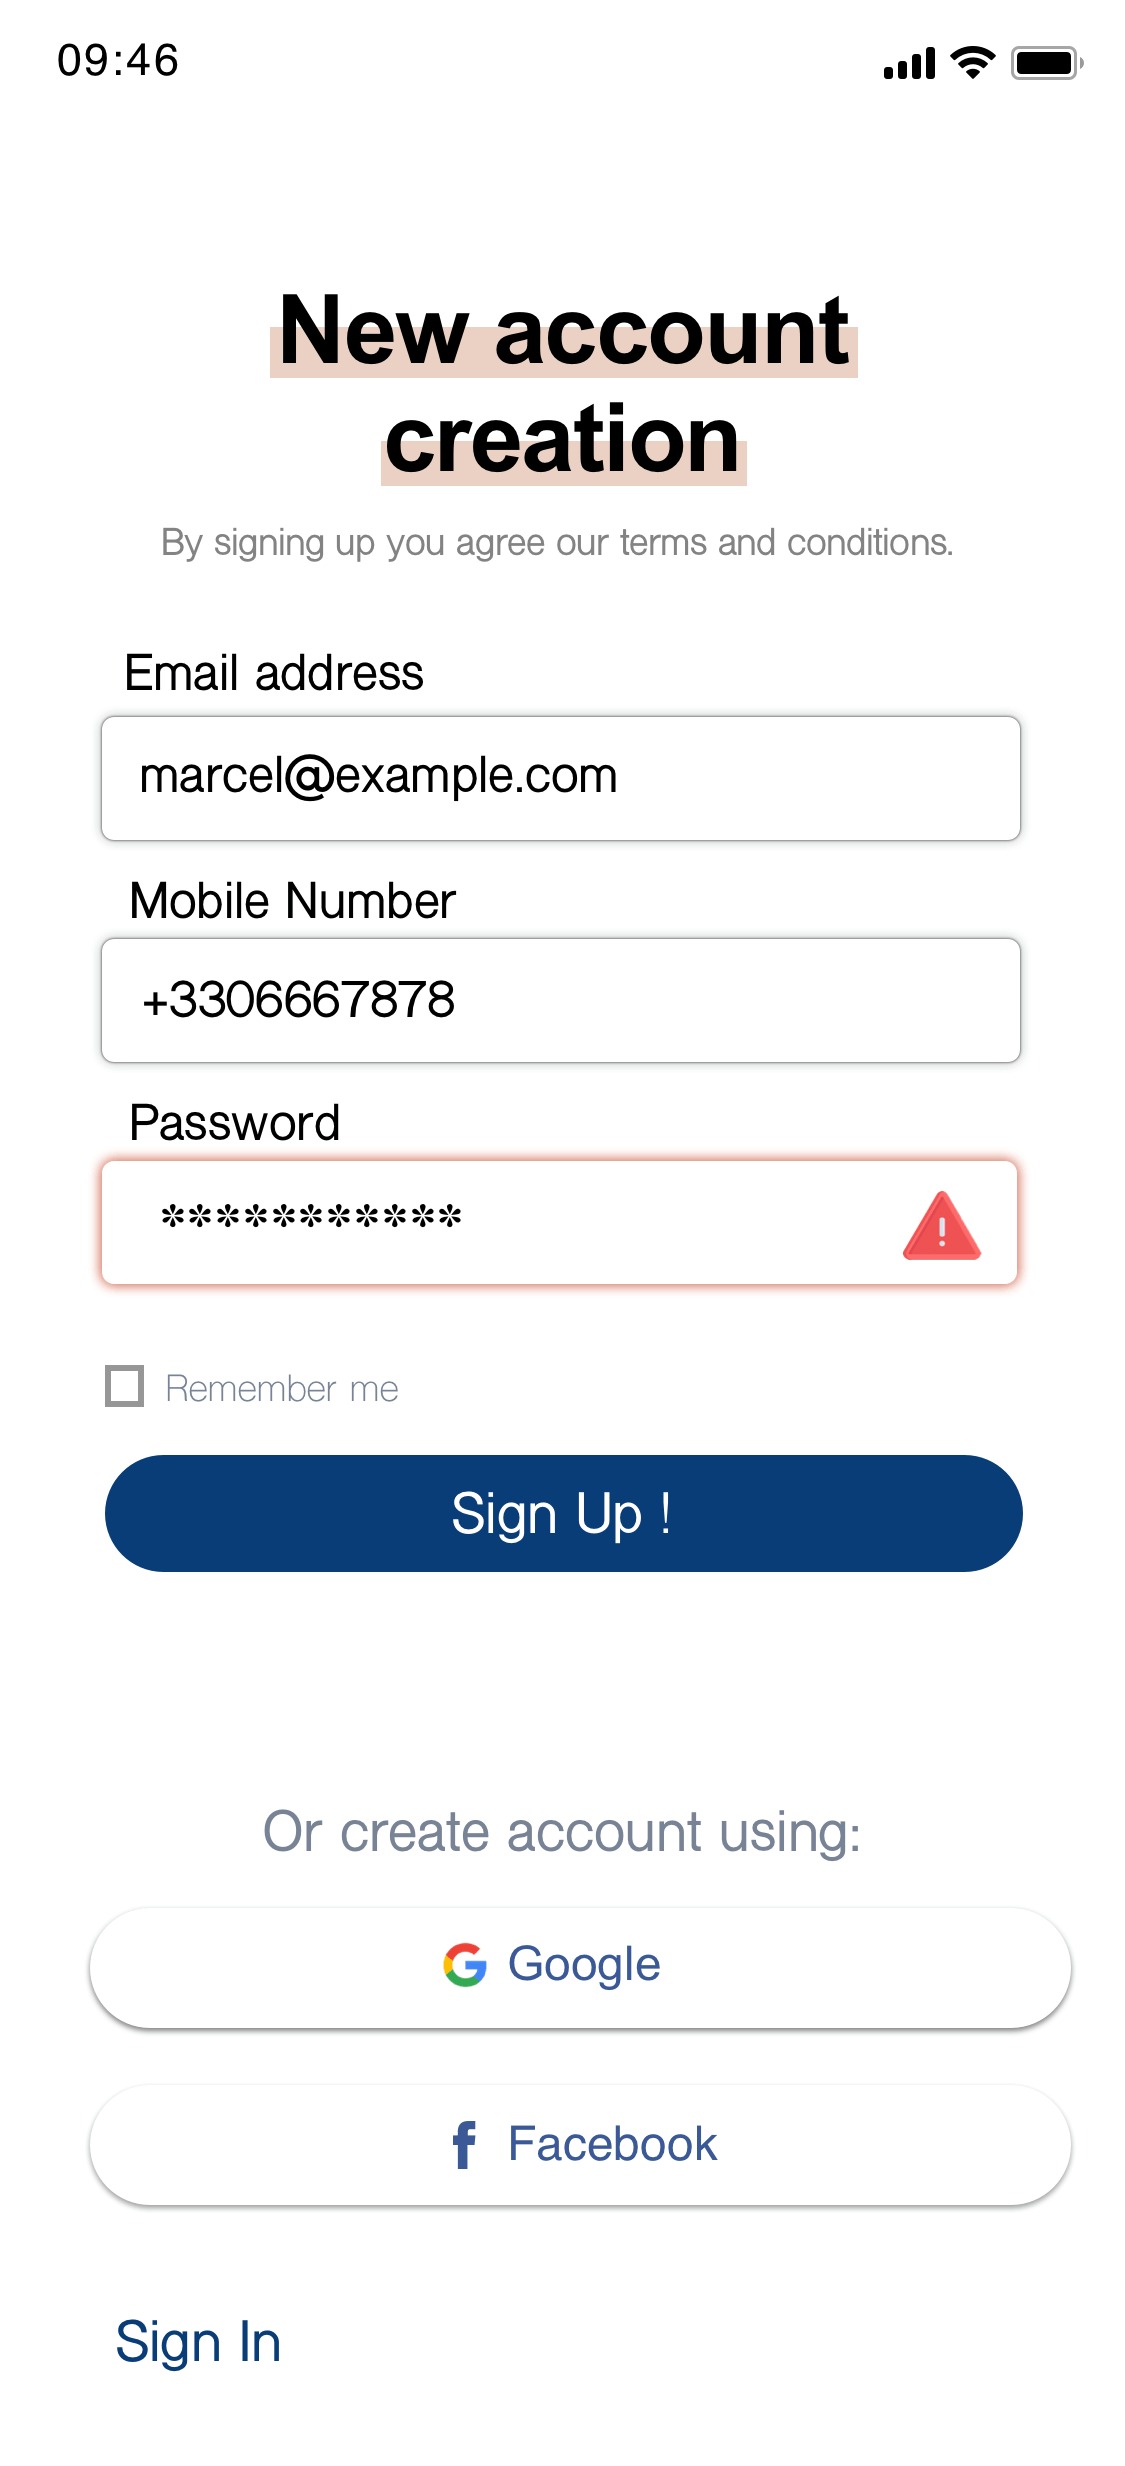 09:46
New account
creation
By signing up you agree our terms and conditions.
Email address
marcel@example.com
Mobile Number
+3306667878
Password
***********
Remember me
Sign Up !
Or create account using:
Google
Facebook
Sign In